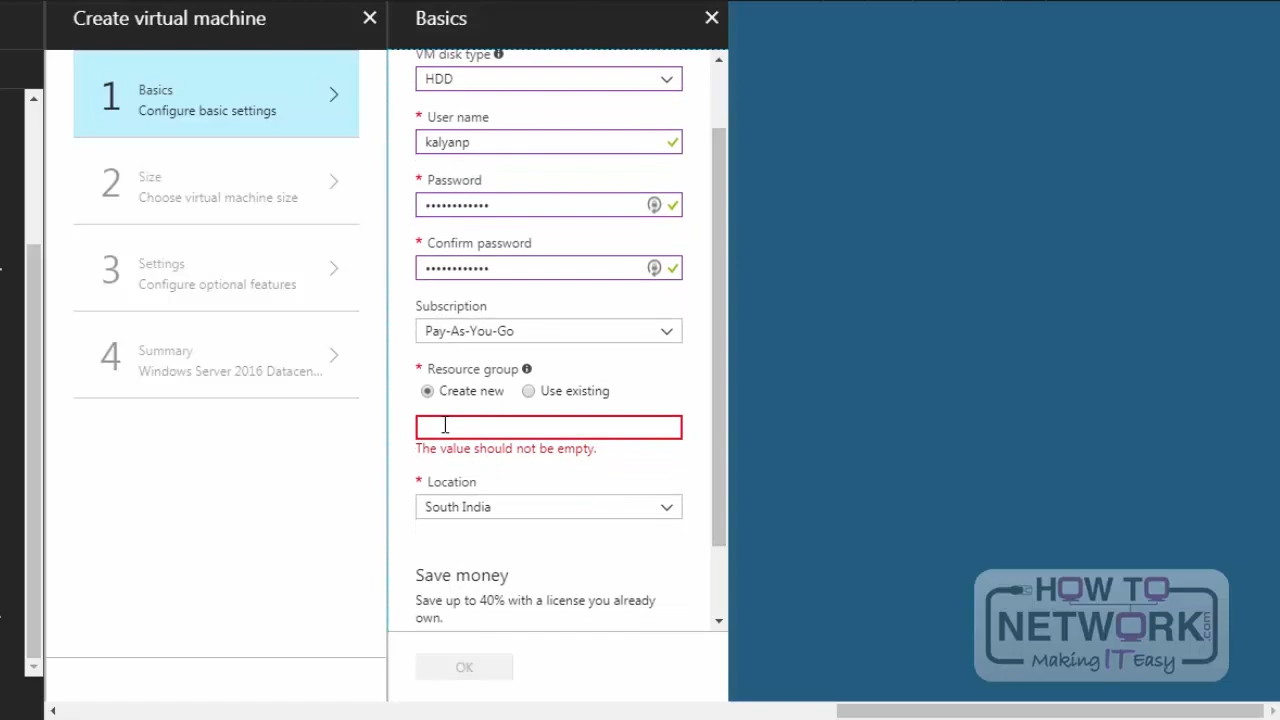 Create virtual machine
Basics
1
Basics
Configure basic settings
2
Size
Choose virtual machine size
3
Settings
Configure optional features
4
Summary
Windows Server 2016 Datacen...
VM disk type
HDD
* User name
kalyanp
* Password
••••••••••••
* Confirm password
••••••••••••
Subscription
Pay-As-You-Go
* Resource group
Create new Use existing
The value should not be empty.
* Location
South India
Save money
Save up to 40% with a license you already
own.
OK
HOW TO
NETWORK.com
Making IT Easy